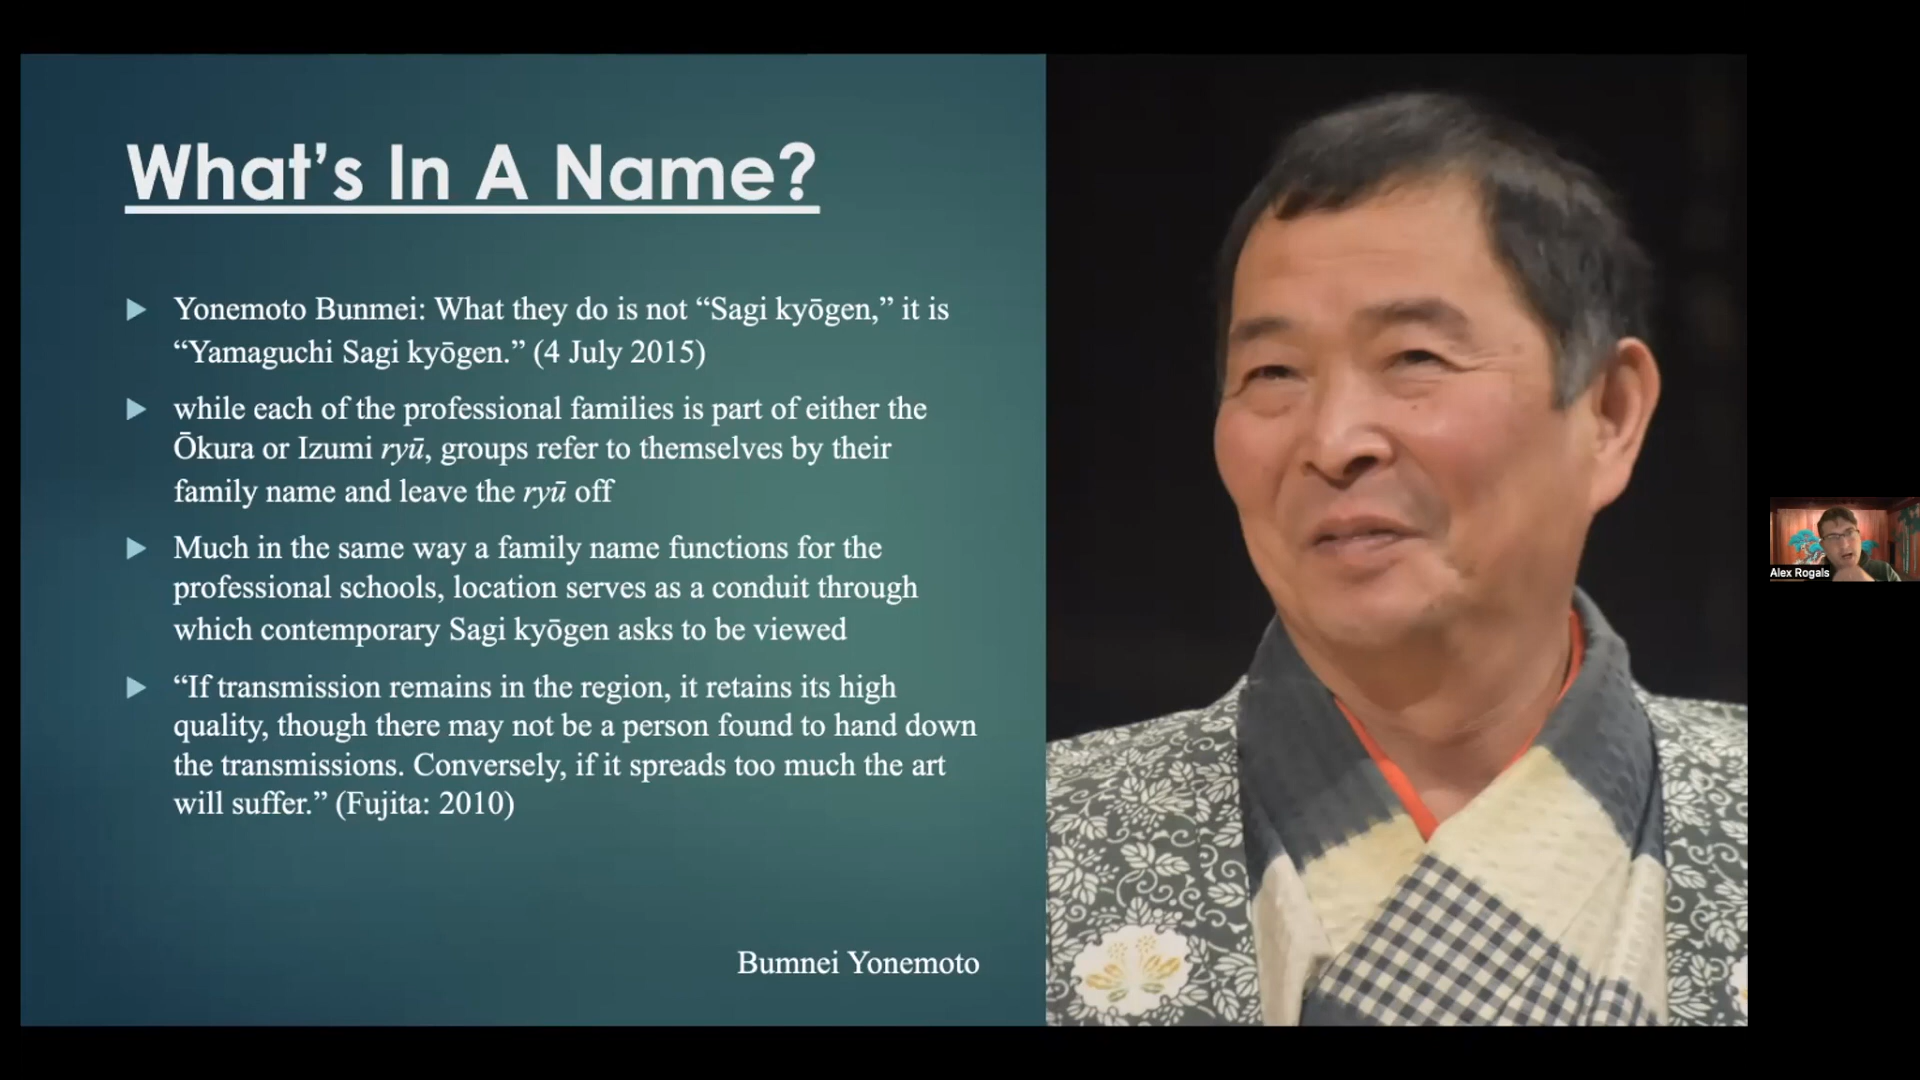 What's In A Name?
Yonemoto Bunmei: What they do is not “Sagi kyōgen,” it is
“Yamaguchi Sagi kyōgen.” (4 July 2015)
while each of the professional families is part of either the
Ōkura or Izumi ryū, groups refer to themselves by their
family name and leave the ryū off
Much in the same way a family name functions for the
professional schools, location serves as a conduit through
which contemporary Sagi kyōgen asks to be viewed
“If transmission remains in the region, it retains its high
quality, though there may not be a person found to hand down
the transmissions. Conversely, if it spreads too much the art
will suffer.” (Fujita: 2010)
Bumnei Yonemoto
Alex Rogals